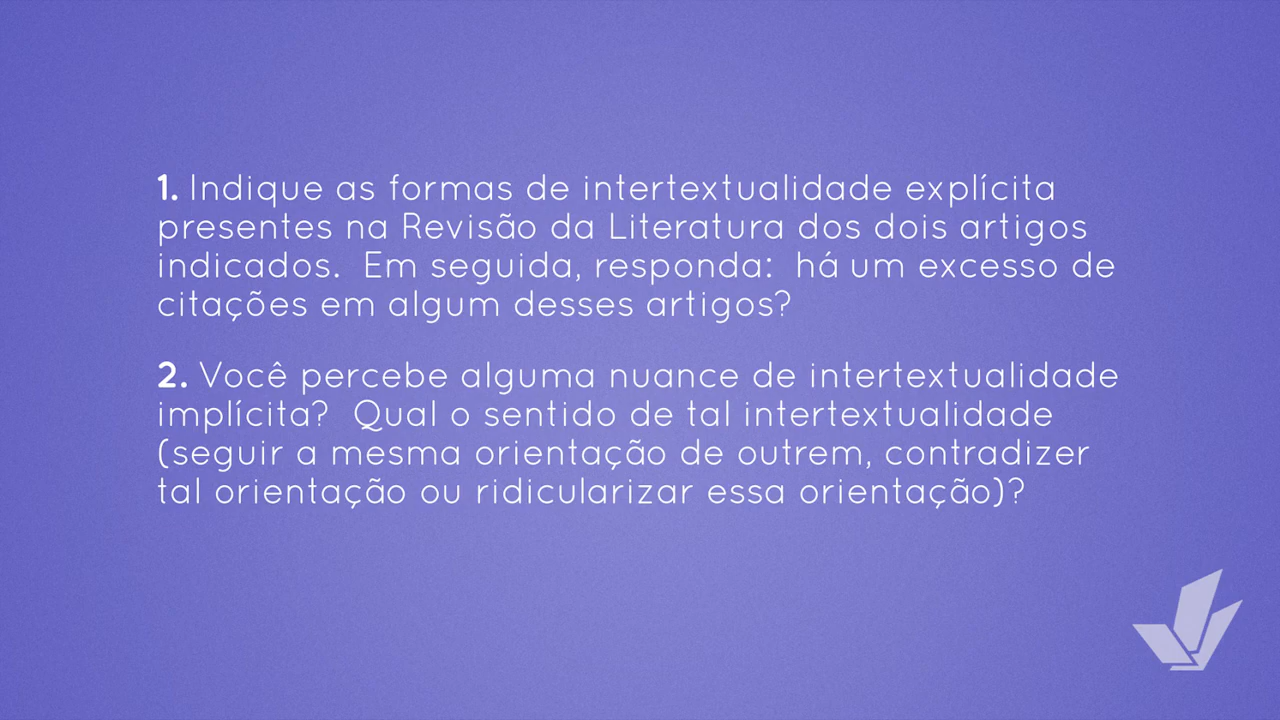 1. Indique as formas de intertextualidade explícita
presentes na Revisão da Literatura dos dois artigos
indicados.  Em seguida, responda:  há um excesso de
citações em algum desses artigos?
2. Você percebe alguma nuance de intertextualidade
implícita?  Qual o sentido de tal intertextualidade
(seguir a mesma orientação de outrem, contradizer
tal orientação ou ridicularizar essa orientação)?